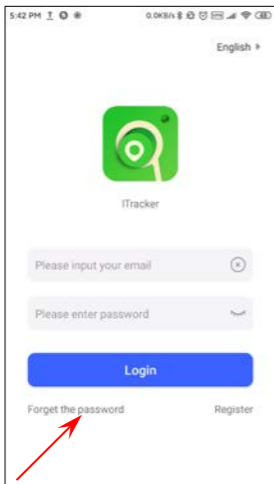 5:42 PM 0.0KB/s
English
ITracker
Please input your email
Please enter password
Login
Forget the password Register